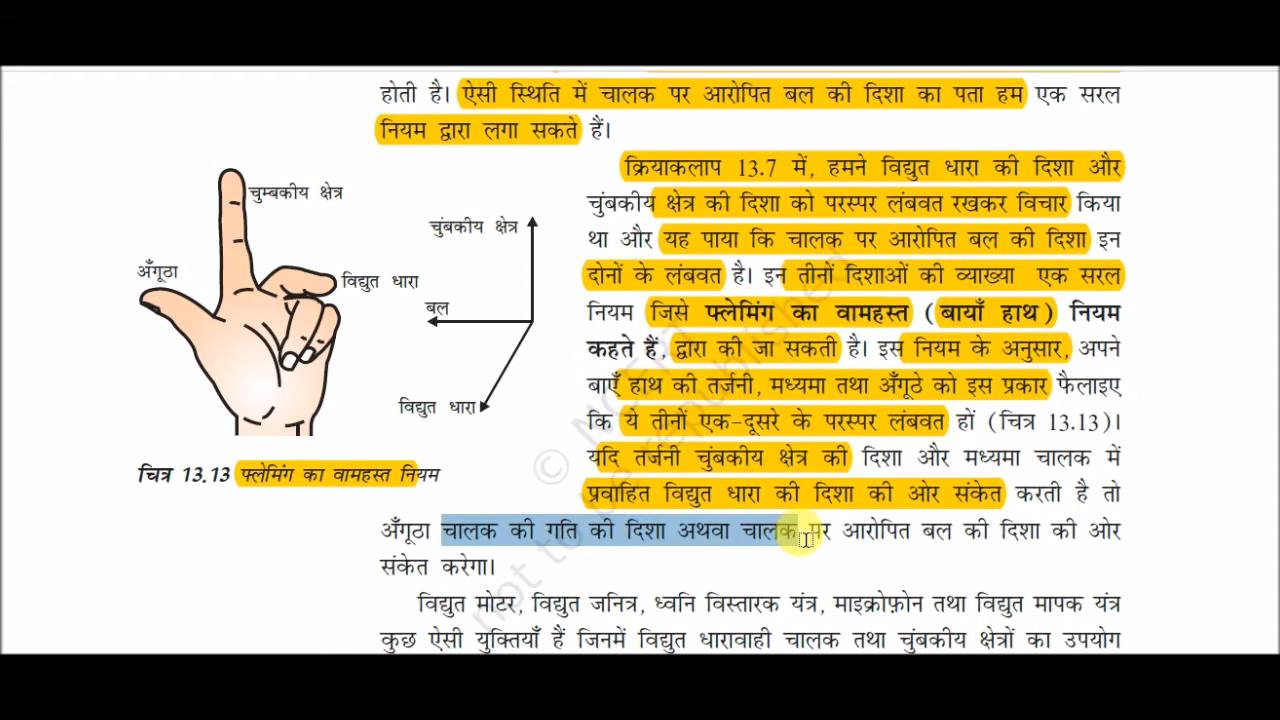 होती है। ऐसी स्थिति में चालक पर आरोपित बल की दिशा का पता हम एक सरल
नियम द्वारा लगा सकते हैं।
क्रियाकलाप 13.7 में, हमने विद्युत धारा की दिशा और
चुंबकीय क्षेत्र की दिशा को परस्पर लंबवत रखकर विचार किया
था और यह पाया कि चालक पर आरोपित बल की दिशा इन
दोनों के लंबवत है। इन तीनों दिशाओं की व्याख्या एक सरल
नियम जिसे फ्लेमिंग का वामहस्त (बायाँ हाथ) नियम
कहते हैं, द्वारा की जा सकती है। इस नियम के अनुसार, अपने
बाएँ हाथ की तर्जनी, मध्यमा तथा अँगूठे को इस प्रकार फैलाइए
कि ये तीनों एक-दूसरे के परस्पर लंबवत हों (चित्र 13.13)।
यदि तर्जनी चुंबकीय क्षेत्र की दिशा और मध्यमा चालक में
प्रवाहित विद्युत धारा की दिशा की ओर संकेत करती है तो
अँगूठा चालक की गति की दिशा अथवा चालक पर आरोपित बल की दिशा की ओर
संकेत करेगा।
विद्युत मोटर, विद्युत जनित्र, ध्वनि विस्तारक यंत्र, माइक्रोफ़ोन तथा विद्युत मापक यंत्र
कुछ ऐसी युक्तियाँ हैं जिनमें विद्युत धारावाही चालक तथा चुंबकीय क्षेत्रों का उपयोग
चुम्बकीय क्षेत्र
अँगूठा
विद्युत धारा
चुंबकीय क्षेत्र
बल
विद्युत धारा
चित्र 13.13 फ्लेमिंग का वामहस्त नियम
© NCERT
not to be republished